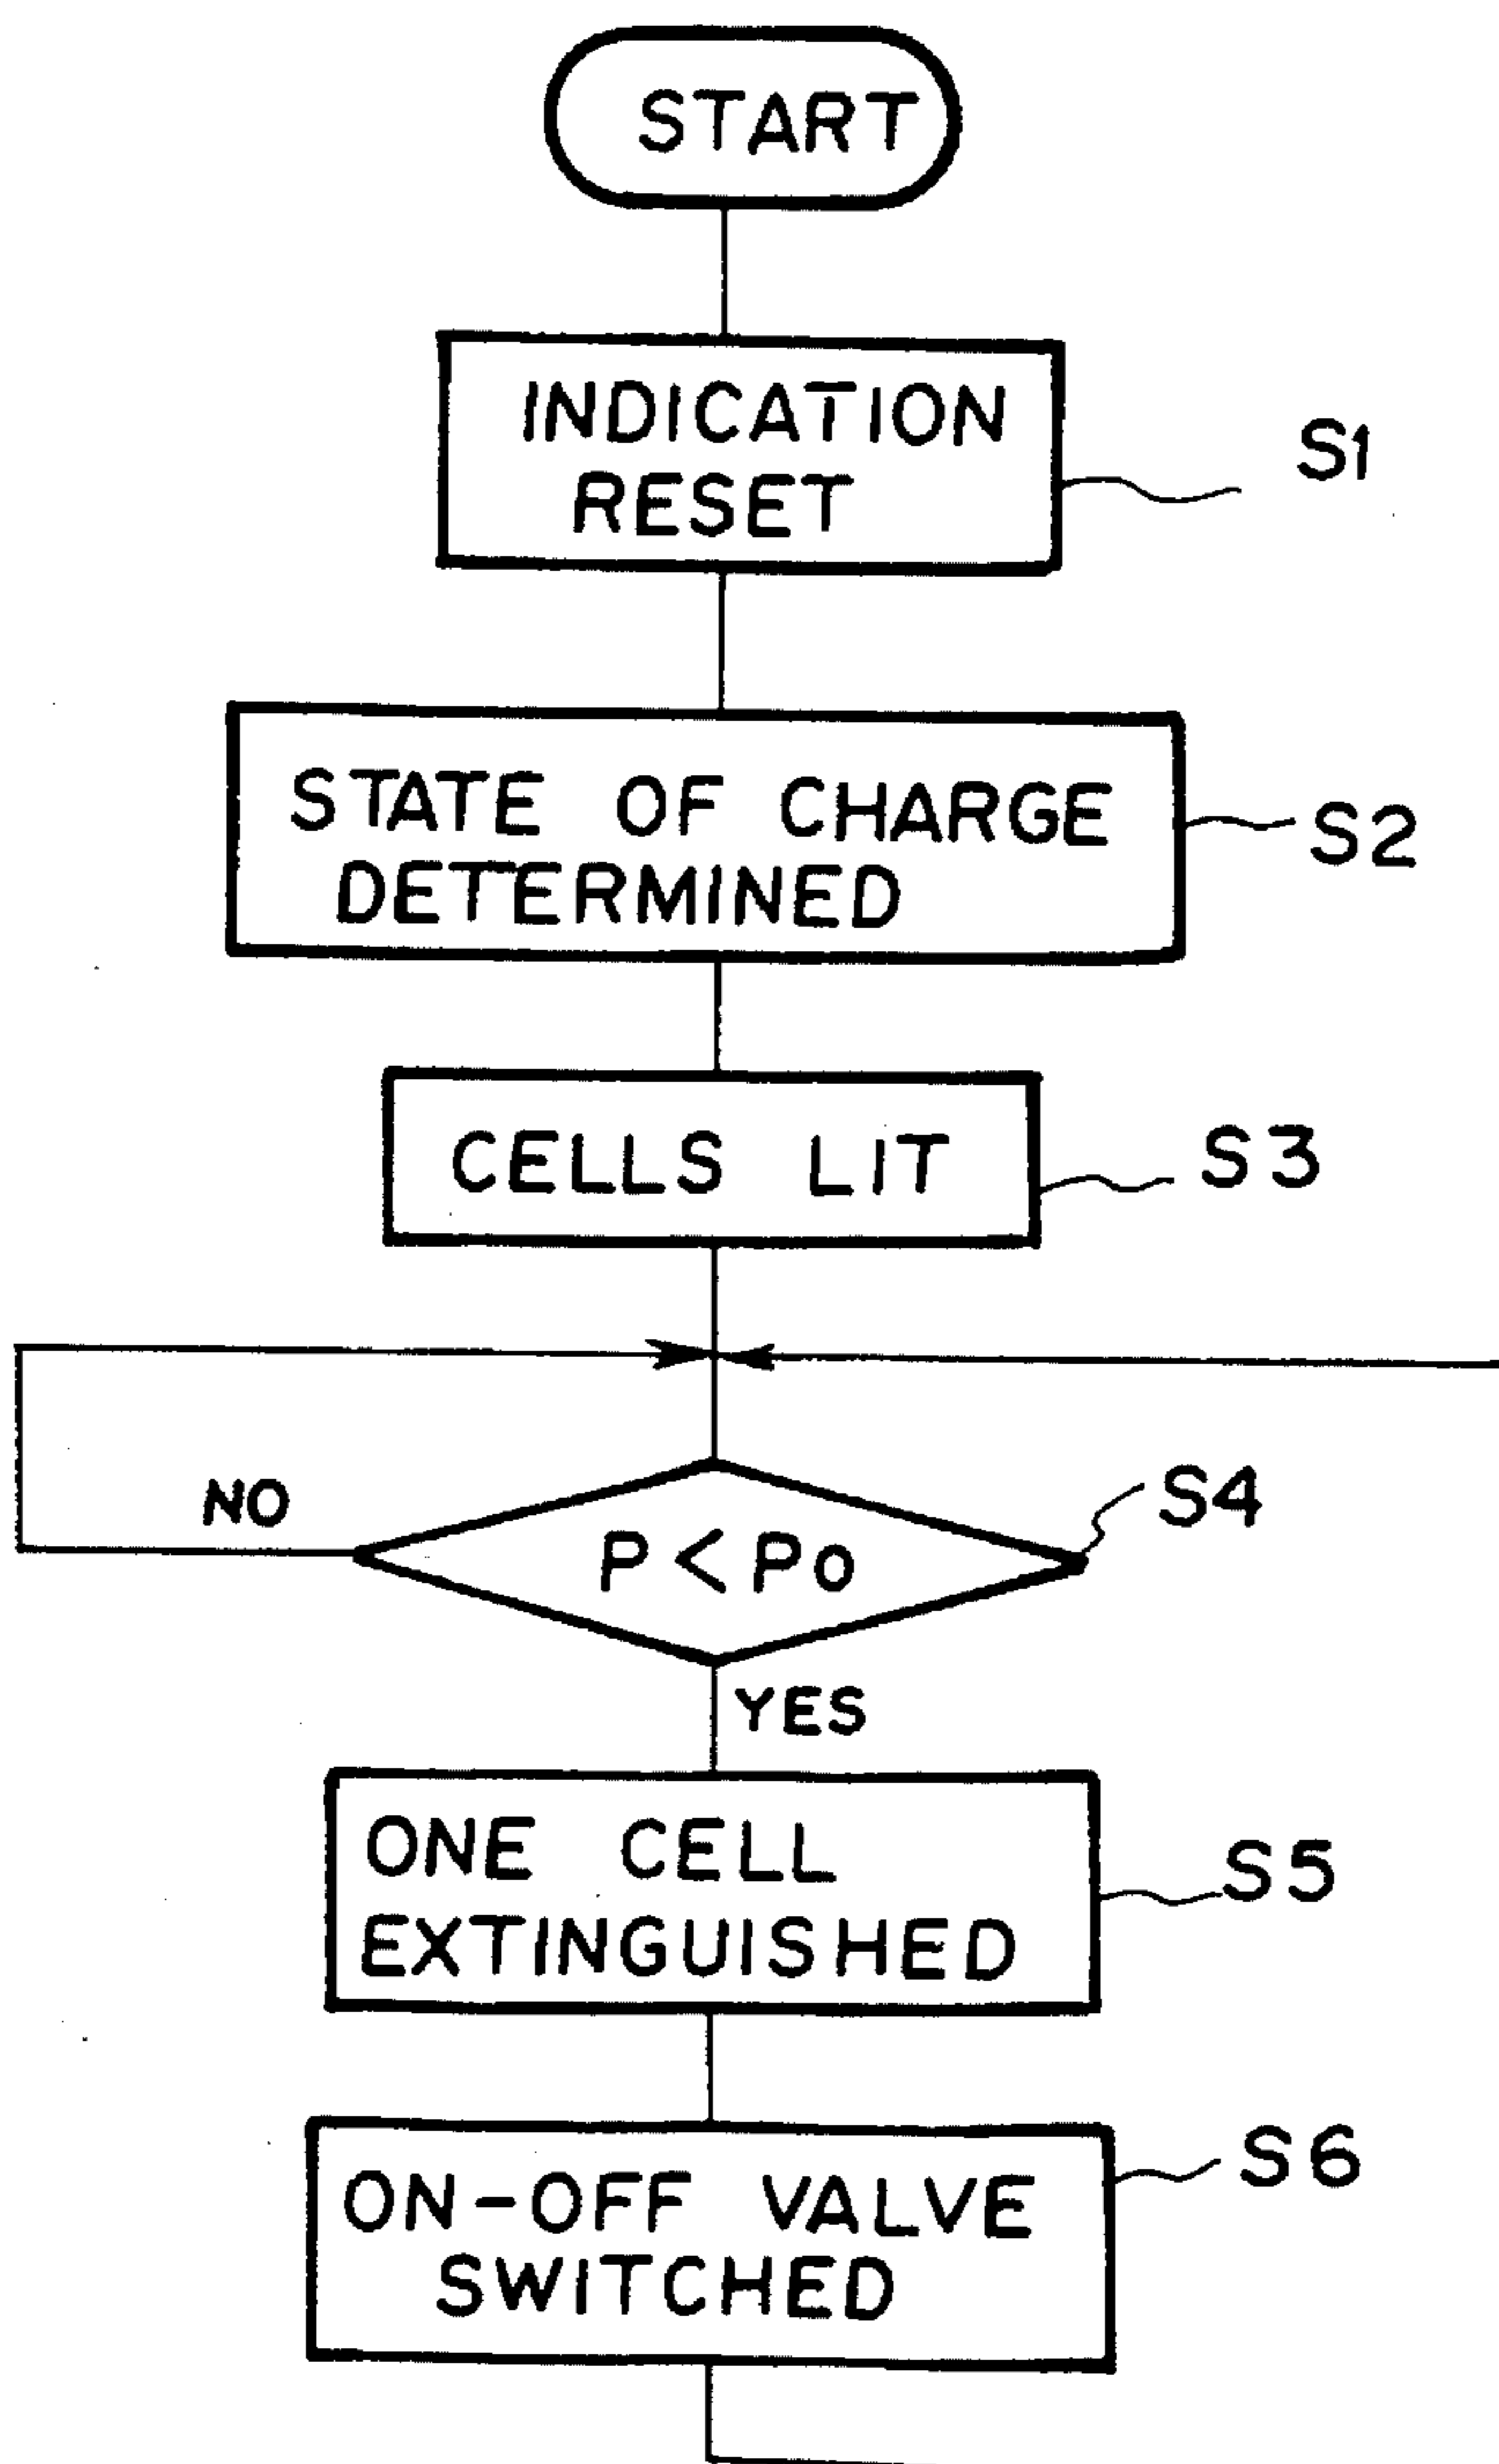 START
INDICATION
RESET
S1
STATE OF CHARGE
DETERMINED
S2
CELLS LIT
S3
NO
P<Po
S4
YES
ONE CELL
EXTINGUISHED
S5
ON-OFF VALVE
SWITCHED
S6